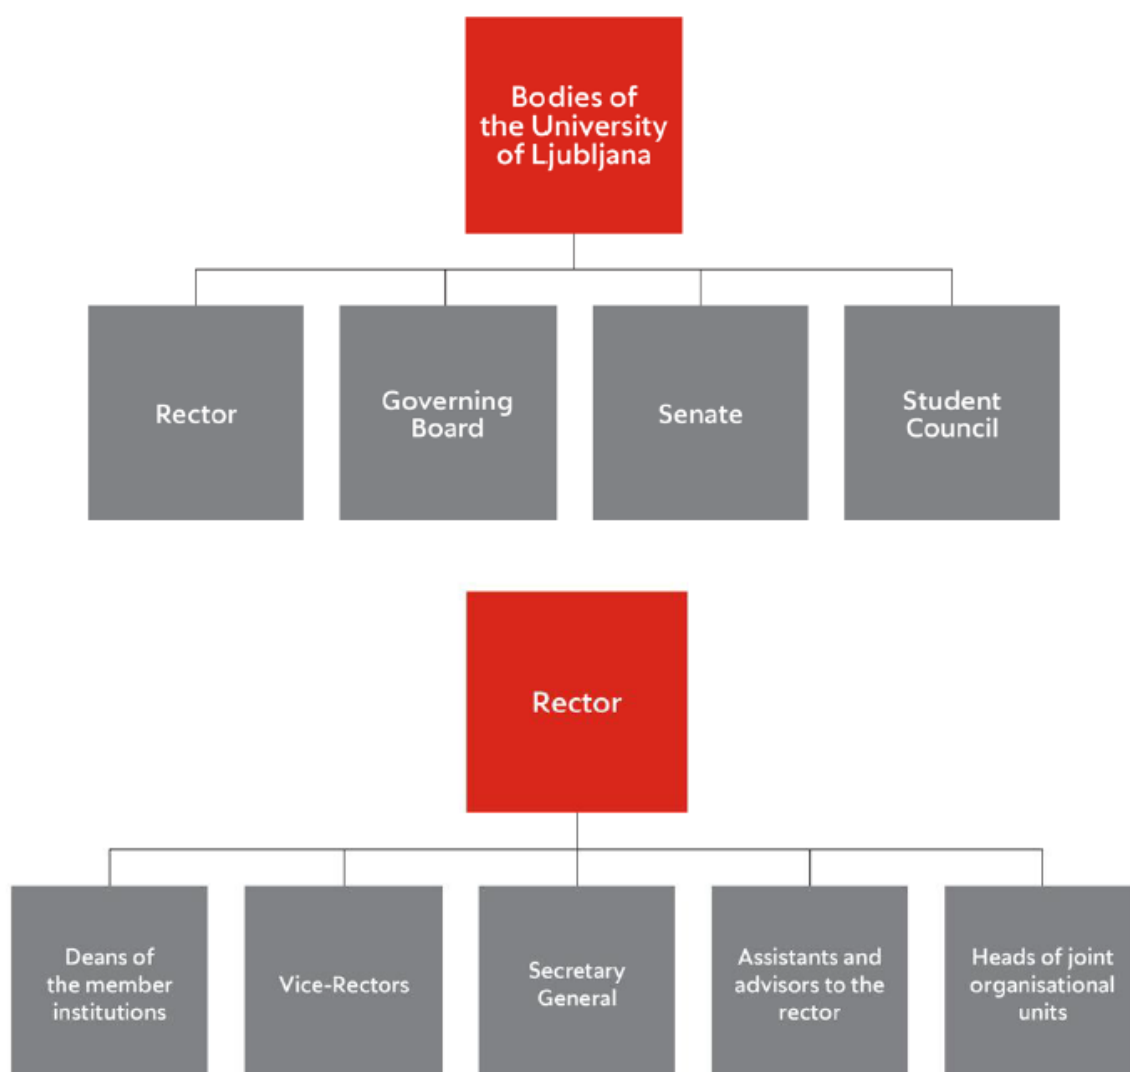 Bodies of
the University
of Ljubljana
Rector
Governing
Board
Senate
Student
Council
Rector
Deans of
the member
institutions
Vice-Rectors
Secretary
General
Assistants and
advisors to the
rector
Heads of joint
organisational
units